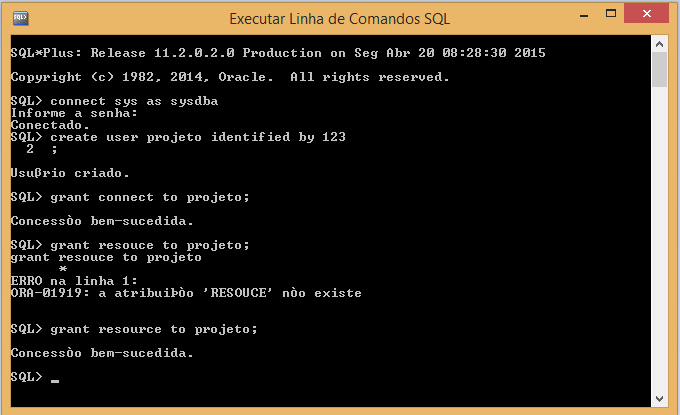 Executar Linha de Comandos SQL
SQL*Plus: Release 11.2.0.2.0 Production on Seg Abr 20 08:28:30 2015
Copyright (c) 1982, 2014, Oracle.  All rights reserved.
SQL> connect sys as sysdba
Informe a senha:
Conectado.
SQL> create user projeto identified by 123
  2  ;
Usuβrio criado.
SQL> grant connect to projeto;
Concessòo bem-sucedida.
SQL> grant resouce to projeto;
grant resouce to projeto
      *
ERRO na linha 1:
ORA-01919: a atribuiÞòo 'RESOUCE' nòo existe
SQL> grant resource to projeto;
Concessòo bem-sucedida.
SQL> _